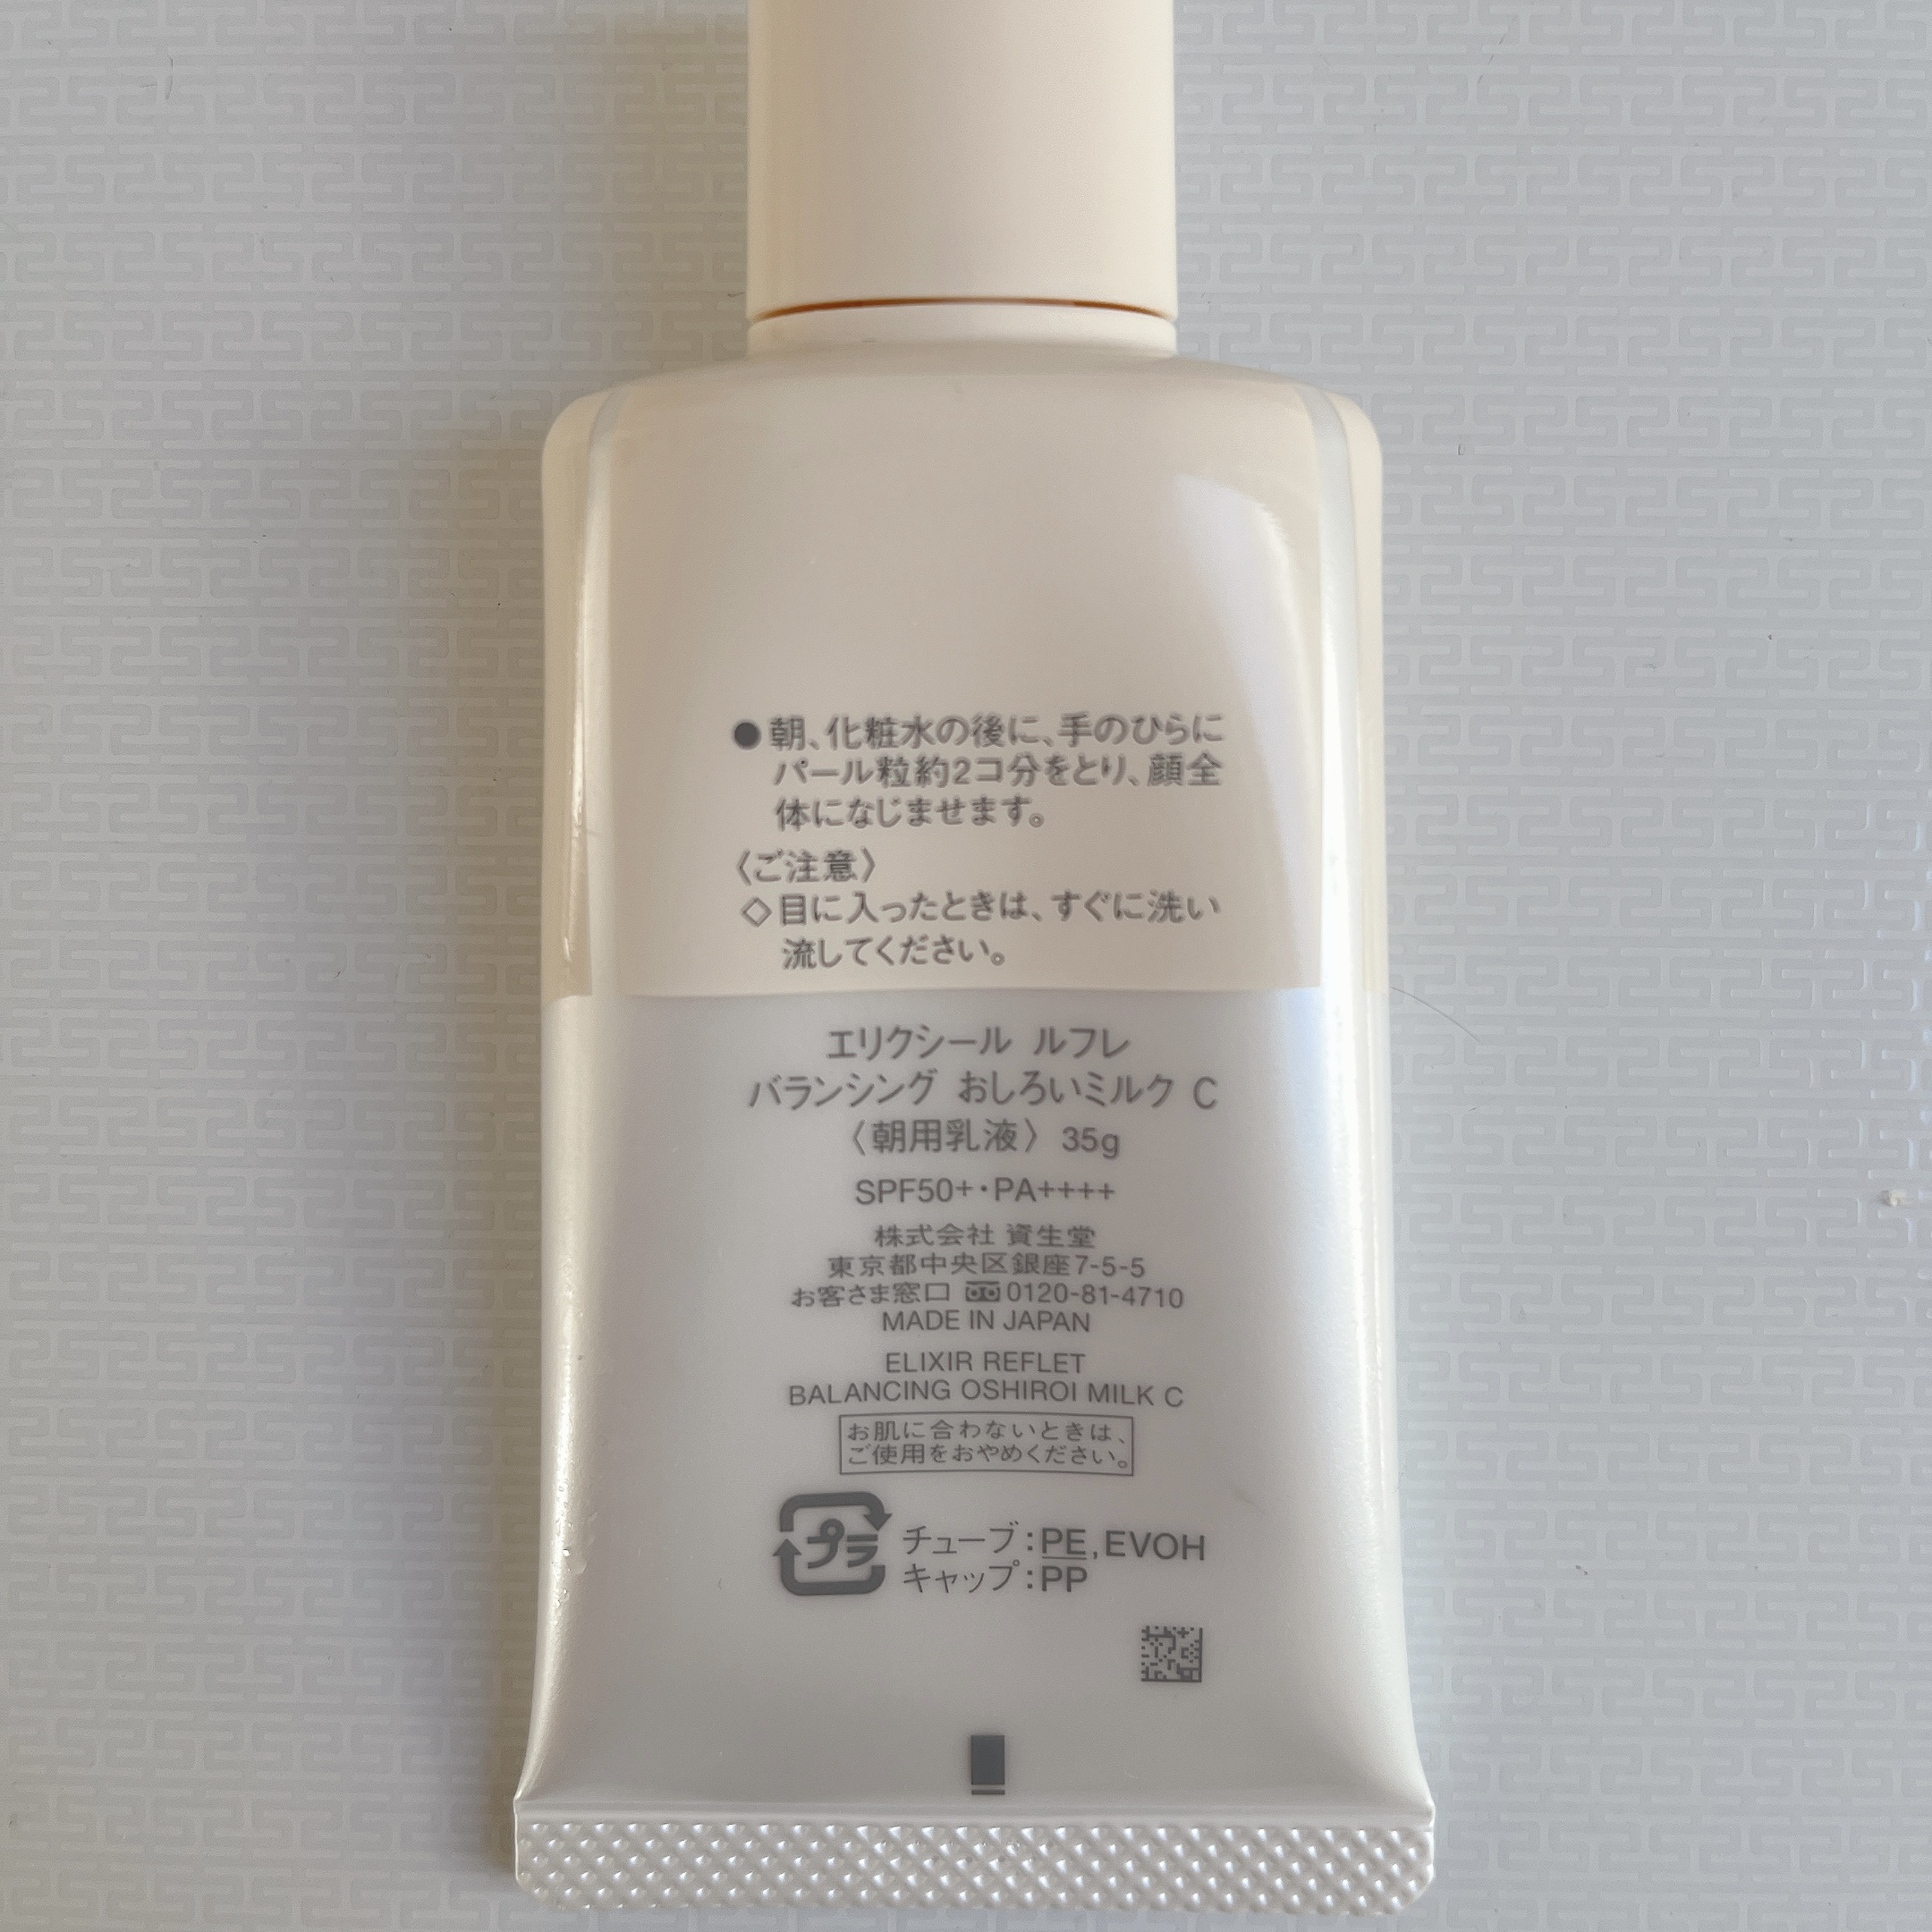 ●朝、化粧水の後に、手のひらに
パール粒約2コ分をとり、顔全
体になじませます。
〈ご注意〉
◇目に入ったときは、すぐに洗い
流してください。
エリクシール ルフレ
バランシング おしろいミルク C
〈朝用乳液〉 35g
SPF50+・PA++++
株式会社 資生堂
東京都中央区銀座7-5-5
お客さま窓口 0120-81-4710
MADE IN JAPAN
ELIXIR REFLET
BALANCING OSHIROI MILK C
お肌に合わないときは、
ご使用をおやめください。
プラ
チューブ：PE,EVOH
キャップ：PP